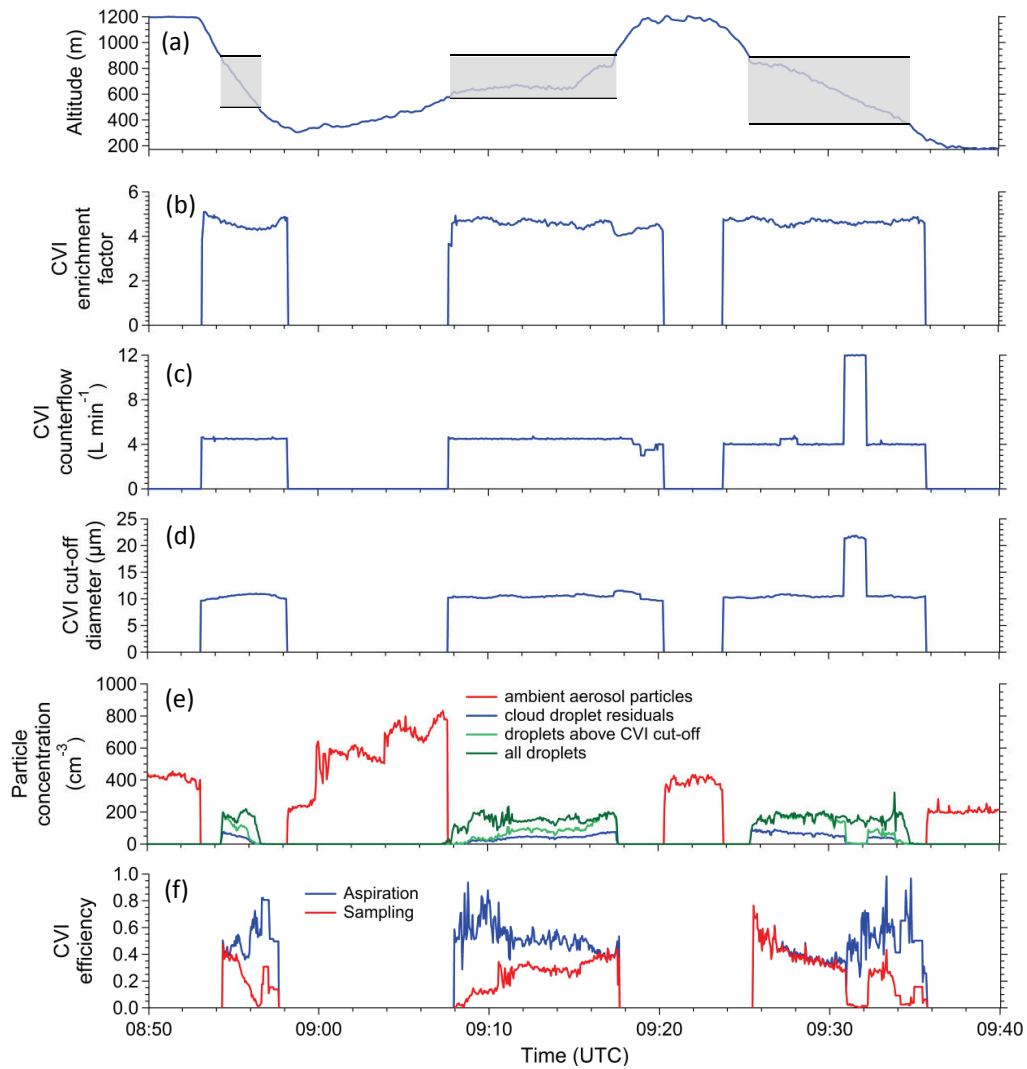 (a)
Altitude (m)
1200
1000
800
600
400
200
(b)
CVI
enrichment
factor
6
4
2
0
(c)
CVI
counterflow
(L min⁻¹)
12
8
4
0
(d)
CVI cut-off
diameter (µm)
25
20
15
10
5
0
(e)
Particle
concentration
(cm⁻³)
1000
800
600
400
200
0
ambient aerosol particles
cloud droplet residuals
droplets above CVI cut-off
all droplets
(f)
CVI
efficiency
1.0
0.8
0.6
0.4
0.2
0.0
Aspiration
Sampling
08:50
09:00
09:10
09:20
09:30
09:40
Time (UTC)